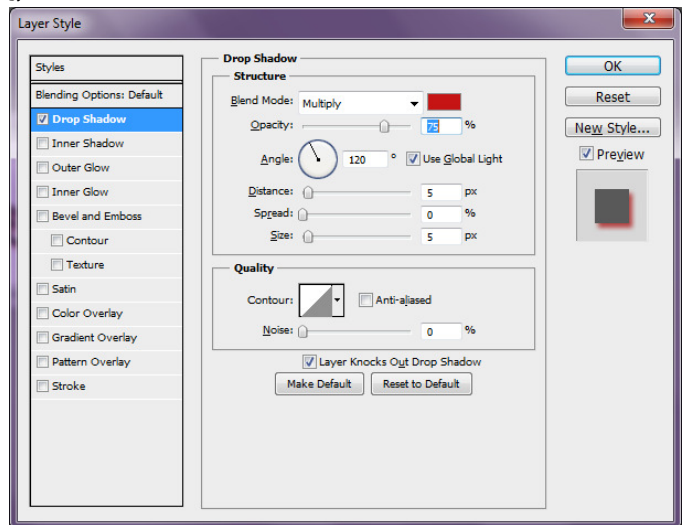 Layer Style
Styles
Blending Options: Default
Drop Shadow
Inner Shadow
Outer Glow
Inner Glow
Bevel and Emboss
Contour
Texture
Satin
Color Overlay
Gradient Overlay
Pattern Overlay
Stroke
Drop Shadow
Structure
Blend Mode: Multiply
Opacity: 75 %
Angle: 120 ° Use Global Light
Distance: 5 px
Spread: 0 %
Size: 5 px
Quality
Contour: Anti-aliased
Noise: 0 %
Layer Knocks Out Drop Shadow
Make Default Reset to Default
OK
Reset
New Style...
Preview